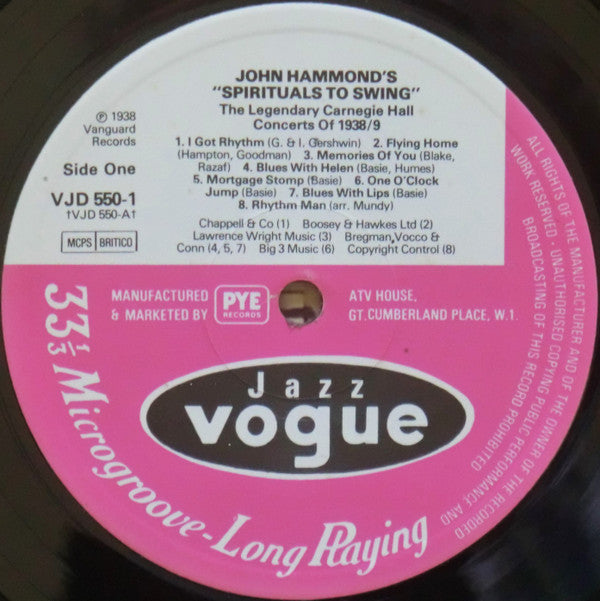 JOHN HAMMOND'S
"SPIRITUALS TO SWING"
The Legendary Carnegie Hall
Concerts Of 1938/9
℗ 1938
Vanguard
Records
Side One
VJD 550-1
†VJD 550-A†
MCPS BRITICO
1. I Got Rhythm (G. & I. Gershwin) 2. Flying Home
(Hampton, Goodman) 3. Memories Of You (Blake,
Razaf) 4. Blues With Helen (Basie, Humes)
5. Mortgage Stomp (Basie) 6. One O'Clock
Jump (Basie) 7. Blues With Lips (Basie)
8. Rhythm Man (arr. Mundy)
Chappell & Co (1) Boosey & Hawkes Ltd (2)
Lawrence Wright Music (3) Bregman, Vocco &
Conn (4, 5, 7) Big 3 Music (6) Copyright Control (8)
MANUFACTURED
& MARKETED BY
PYE
RECORDS
ATV HOUSE,
GT. CUMBERLAND PLACE, W.1.
Jazz
vogue
33 1/3 Microgroove-Long Playing
ALL RIGHTS OF THE MANUFACTURER AND OF THE OWNER OF THE RECORDED
WORK RESERVED · UNAUTHORISED COPYING PUBLIC PERFORMANCE AND
BROADCASTING OF THIS RECORD PROHIBITED